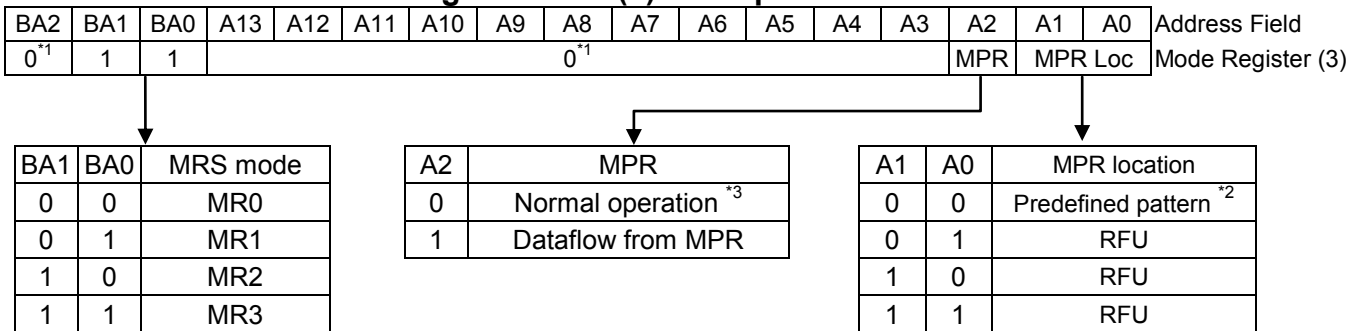 BA2 BA1 BA0 A13 A12 A11 A10 A9 A8 A7 A6 A5 A4 A3 A2 A1 A0 Address Field
0*1 1 1 0*1 MPR MPR Loc Mode Register (3)
BA1 BA0 MRS mode
0 0 MR0
0 1 MR1
1 0 MR2
1 1 MR3
A2 MPR
0 Normal operation *3
1 Dataflow from MPR
A1 A0 MPR location
0 0 Predefined pattern *2
0 1 RFU
1 0 RFU
1 1 RFU